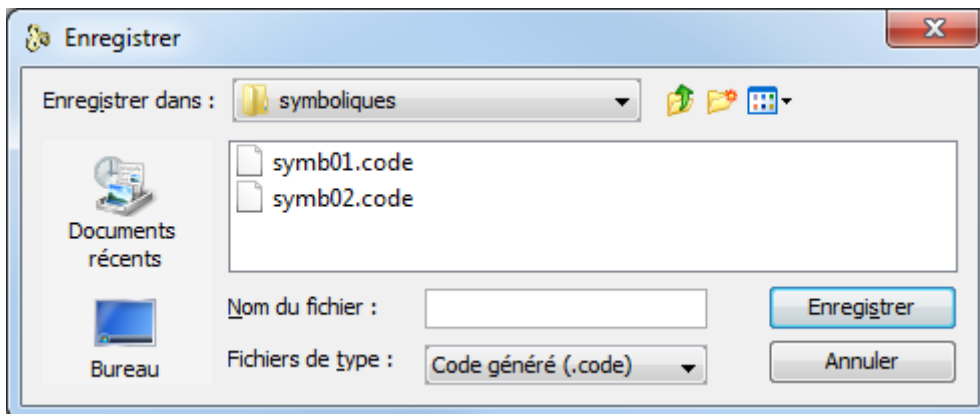 Enregistrer
Enregistrer dans : symboliques
symb01.code
symb02.code
Documents
récents
Bureau
Nom du fichier :
Enregistrer
Fichiers de type : Code généré (.code)
Annuler